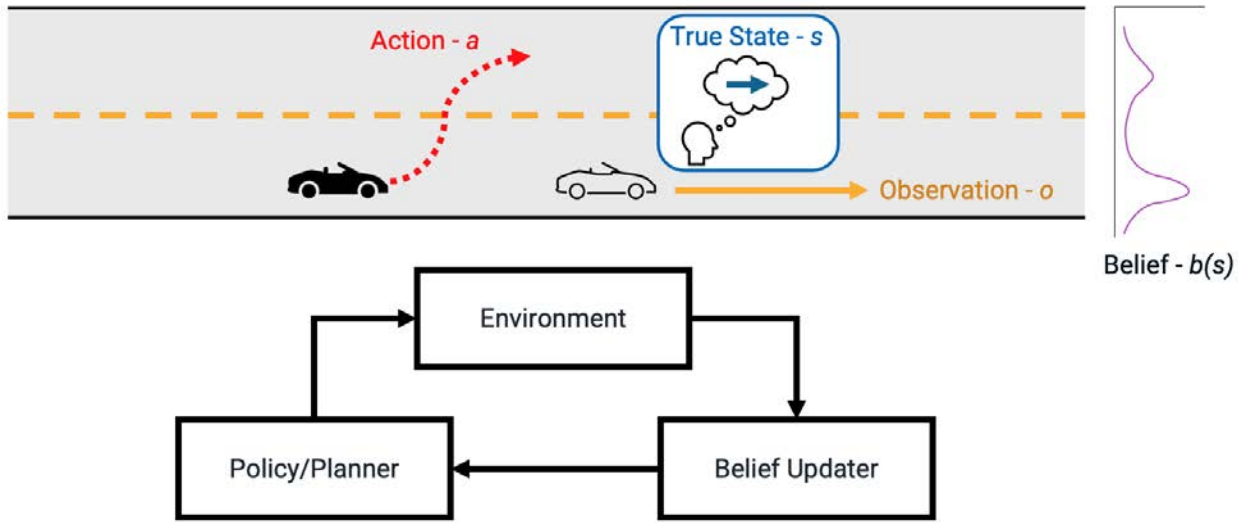 Action - a
True State - s
Observation - o
Belief - b(s)
Environment
Policy/Planner
Belief Updater